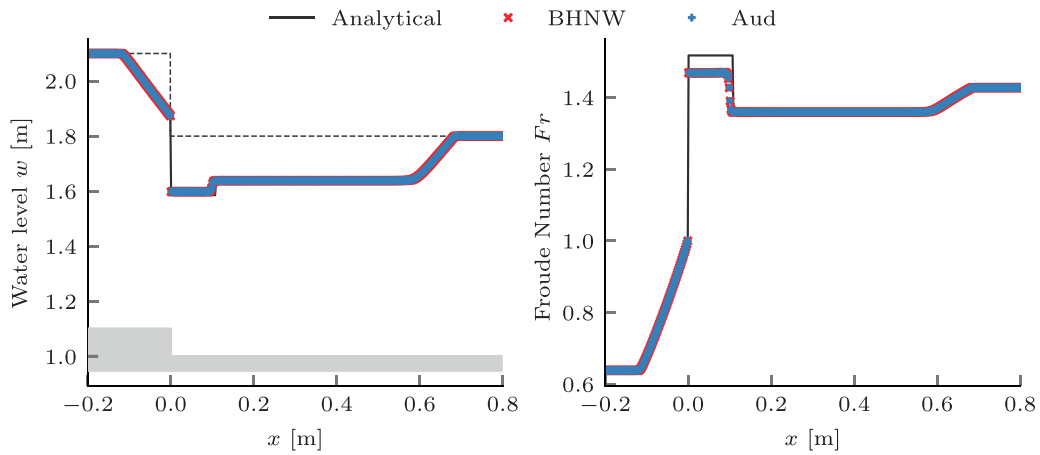 Analytical BHNW Aud
Water level w [m]
2.0
1.8
1.6
1.4
1.2
1.0
−0.2 0.0 0.2 0.4 0.6 0.8
x [m]
Froude Number Fr
1.4
1.2
1.0
0.8
0.6
−0.2 0.0 0.2 0.4 0.6 0.8
x [m]